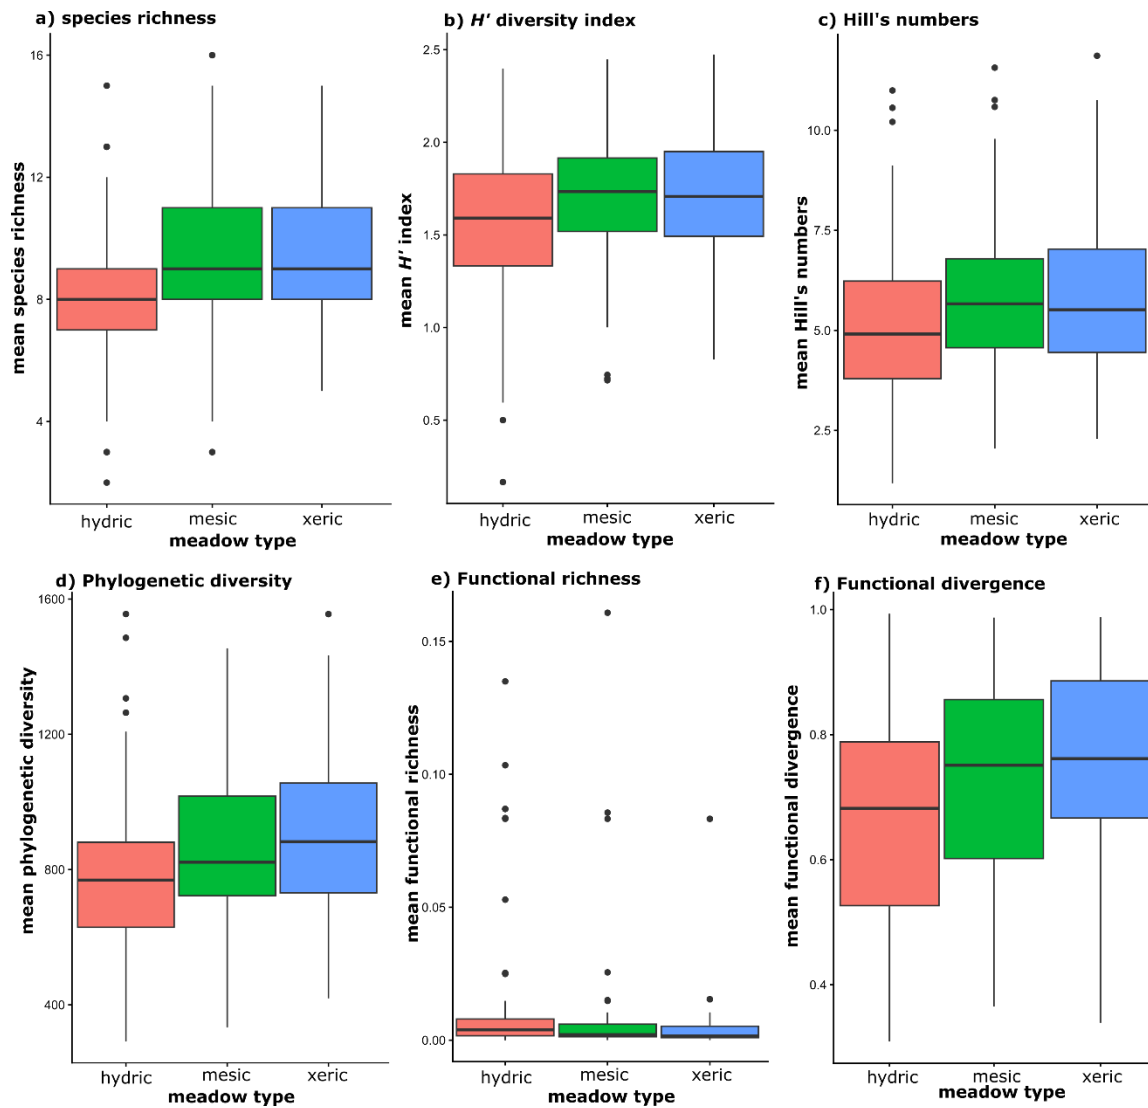 a) species richness
mean species richness
16
12
8
4
hydric
mesic
xeric
meadow type
b) H' diversity index
mean H' index
2.5
2.0
1.5
1.0
0.5
hydric
mesic
xeric
meadow type
c) Hill's numbers
mean Hill's numbers
10.0
7.5
5.0
2.5
hydric
mesic
xeric
meadow type
d) Phylogenetic diversity
mean phylogenetic diversity
1600
1200
800
400
hydric
mesic
xeric
meadow type
e) Functional richness
mean functional richness
0.15
0.10
0.05
0.00
hydric
mesic
xeric
meadow type
f) Functional divergence
mean functional divergence
1.0
0.8
0.6
0.4
hydric
mesic
xeric
meadow type